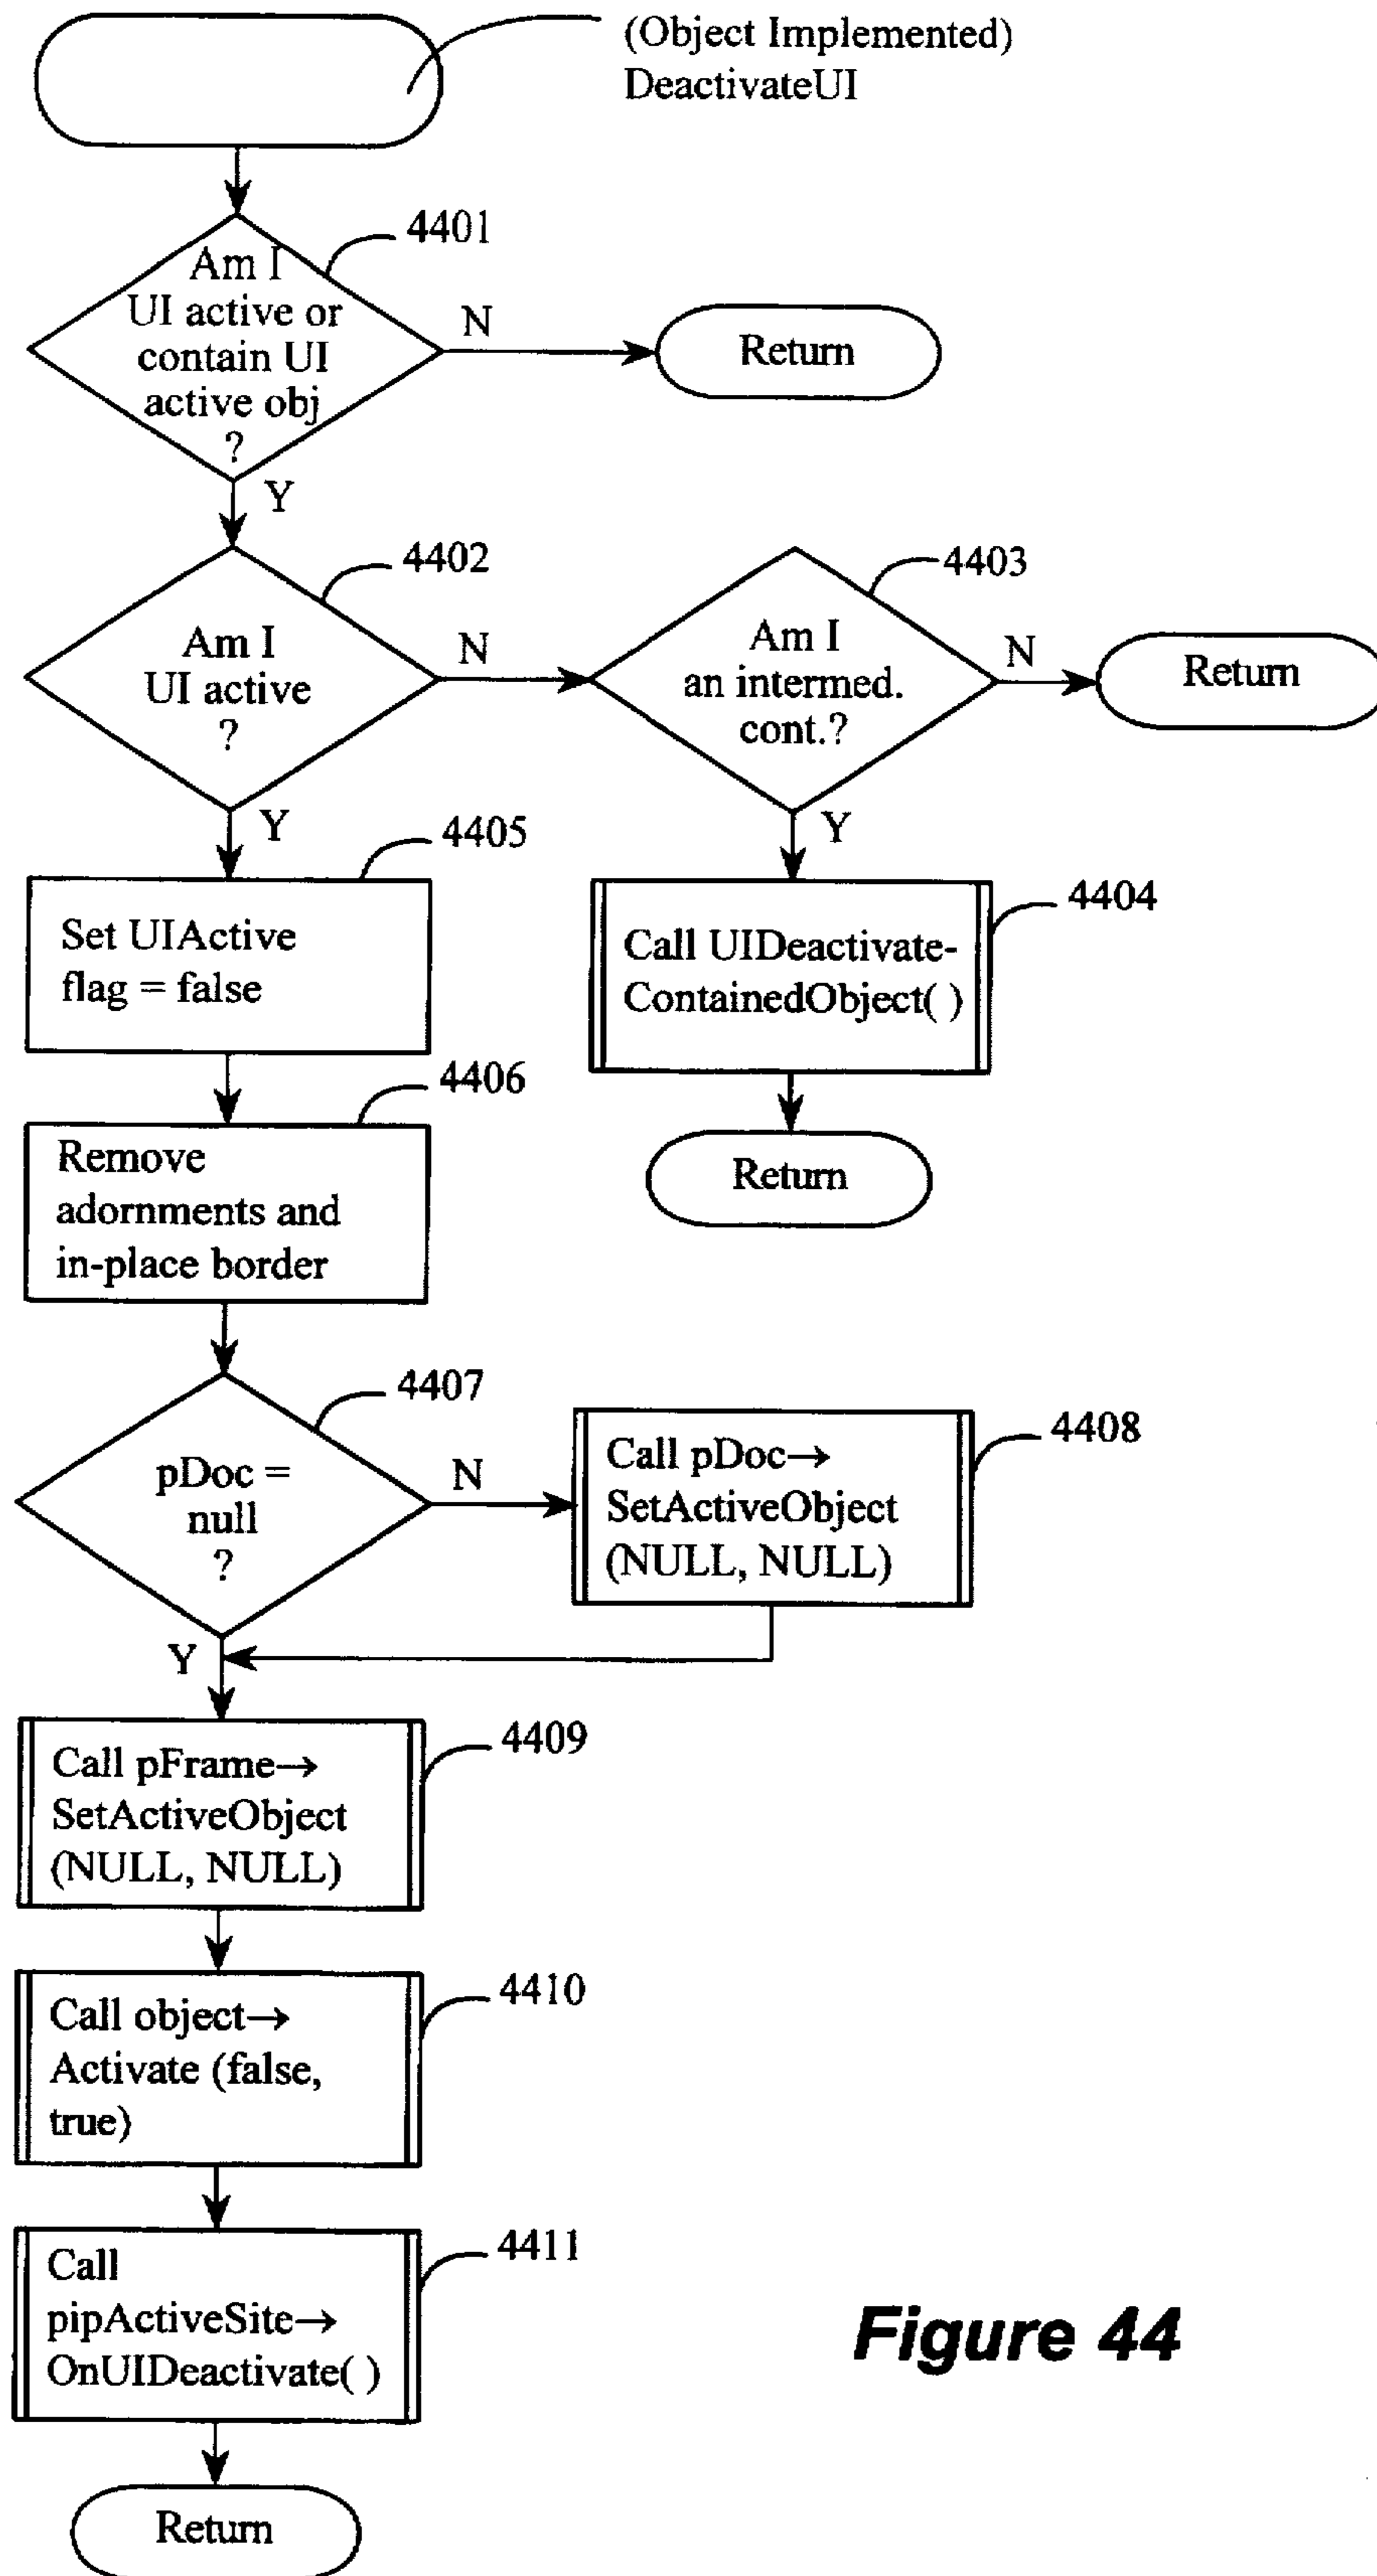 (Object Implemented)
DeactivateUI
4401
Am I
UI active or
contain UI
active obj
?
N
Return
Y
4402
Am I
UI active
?
N
4403
Am I
an intermed.
cont.?
N
Return
Y
4405
Set UIActive
flag = false
Y
4404
Call UIDeactivate-
ContainedObject( )
Return
4406
Remove
adornments and
in-place border
4407
pDoc =
null
?
N
4408
Call pDoc→
SetActiveObject
(NULL, NULL)
Y
4409
Call pFrame→
SetActiveObject
(NULL, NULL)
4410
Call object→
Activate (false,
true)
4411
Call
pipActiveSite→
OnUIDeactivate( )
Return
Figure 44